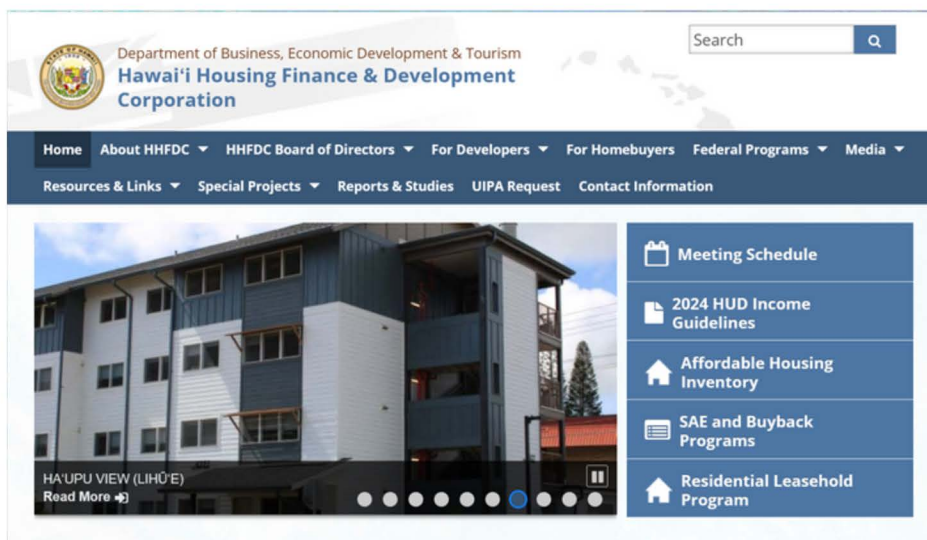 Search
Department of Business, Economic Development & Tourism
Hawai'i Housing Finance & Development
Corporation
Home About HHFDC HHFDC Board of Directors For Developers For Homebuyers Federal Programs Media
Resources & Links Special Projects Reports & Studies UIPA Request Contact Information
HA'UPU VIEW (LIHŪ'E)
Read More
Meeting Schedule
2024 HUD Income
Guidelines
Affordable Housing
Inventory
SAE and Buyback
Programs
Residential Leasehold
Program